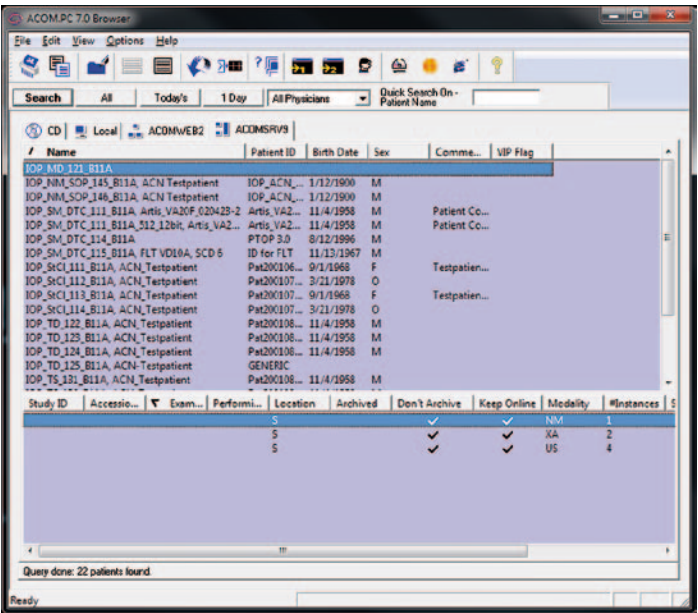 ACOM.PC 7.0 Browser
File Edit View Options Help
Search All Today's 1 Day All Physicians Quick Search On - Patient Name
CD Local ACOMWEB2 ACOMSRV9
/ Name Patient ID Birth Date Sex Comme... VIP Flag
IOP_MD_121_B11A
IOP_NM_SOP_145_B11A, ACN Testpatient IOP_ACN_... 1/12/1900 M
IOP_NM_SOP_146_B11A, ACN Testpatient IOP_ACN_... 1/12/1900 M
IOP_SM_DTC_111_B11A, Artis_VA20F_020423-2 Artis_VA2... 11/4/1958 M Patient Co...
IOP_SM_DTC_111_B11A_512_12bit, Artis_VA2... Artis_VA2... 11/4/1958 M Patient Co...
IOP_SM_DTC_114_B11A PTOP 3.0 8/12/1996 M
IOP_SM_DTC_115_B11A, FLT VD10A, SCD 6 ID for FLT 11/13/1967 M
IOP_StCl_111_B11A, ACN_Testpatient Pat200106... 9/1/1968 F Testpatien...
IOP_StCl_112_B11A, ACN_Testpatient Pat200107... 3/21/1978 O
IOP_StCl_113_B11A, ACN_Testpatient Pat200107... 9/1/1968 F Testpatien...
IOP_StCl_114_B11A, ACN_Testpatient Pat200107... 3/21/1978 O
IOP_TD_122_B11A, ACN_Testpatient Pat200108... 11/4/1958 M
IOP_TD_123_B11A, ACN_Testpatient Pat200108... 11/4/1958 M
IOP_TD_124_B11A, ACN_Testpatient Pat200108... 11/4/1958 M
IOP_TD_125_B11A, ACN-Testpatient GENERIC
IOP_TS_131_B11A, ACN_Testpatient Pat200108... 11/4/1958 M
Study ID Accessio... Exam... Performi... Location Archived Don't Archive Keep Online Modality #Instances S
S ✓ ✓ NM 1
S ✓ ✓ XA 2
S ✓ ✓ US 4
Query done: 22 patients found.
Ready